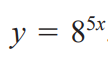 y = 8^{5x}